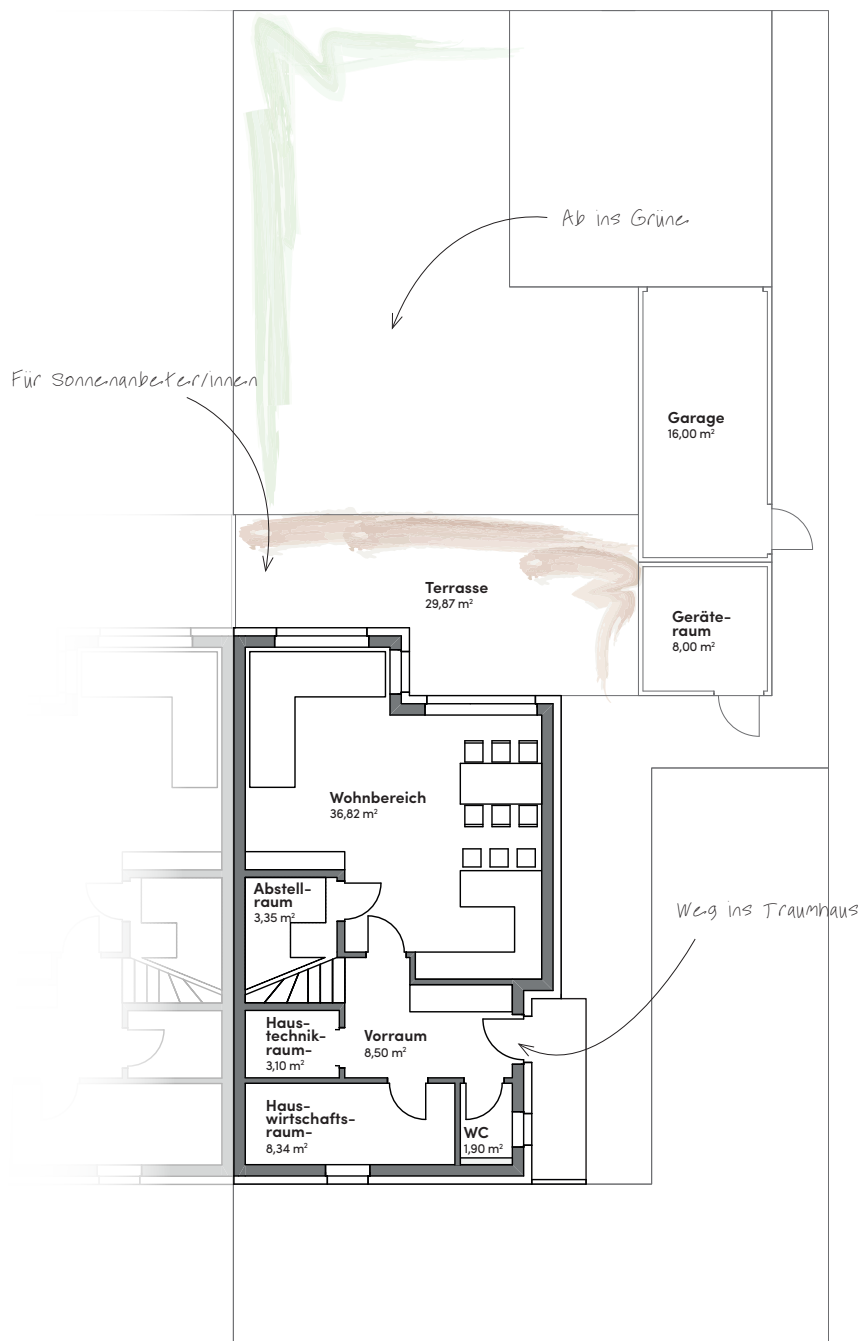 Ab ins Grüne
Für Sonnenanbeter/innen
Garage
16,00 m²
Terrasse
29,87 m²
Geräte-
raum
8,00 m²
Wohnbereich
36,82 m²
Abstell-
raum
3,35 m²
Weg ins Traumhaus
Haus-
technik-
raum-
3,10 m²
Vorraum
8,50 m²
Haus-
wirtschafts-
raum-
8,34 m²
WC
1,90 m²